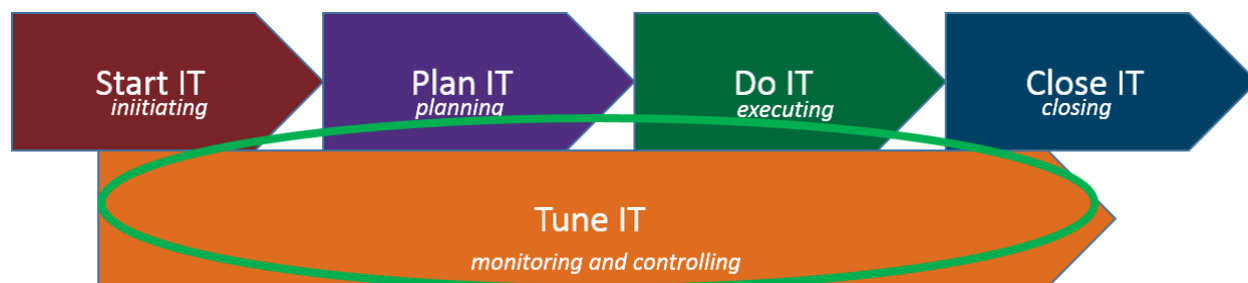 Start IT
iniitiating
Plan IT
planning
Do IT
executing
Close IT
closing
Tune IT
monitoring and controlling